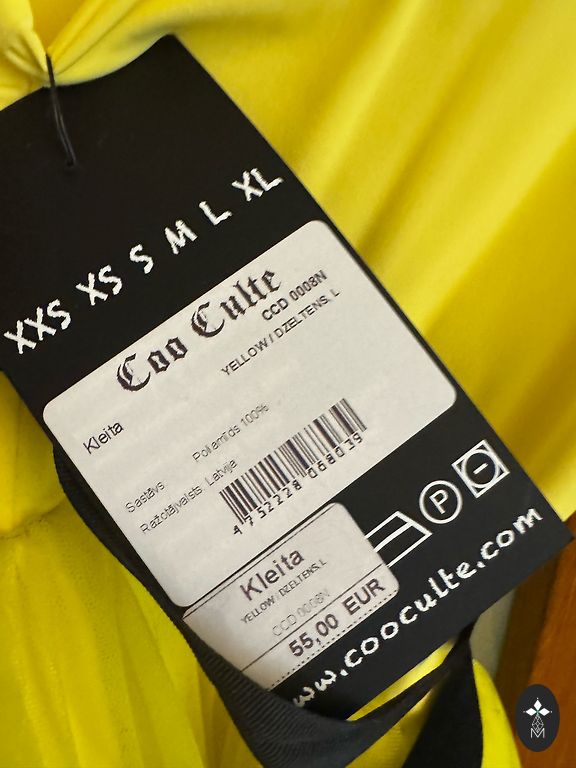 XXS XS S M L XL
Coo Culte
CCD 0008N
YELLOW / DZELTENS, L
Kleita
Sastāvs Poliamīds 100%
Ražotājvalsts Latvija
4 752228 068039
Kleita
YELLOW / DZELTENS, L
CCD 0008N
55,00 EUR
P
www.cooculte.com
M